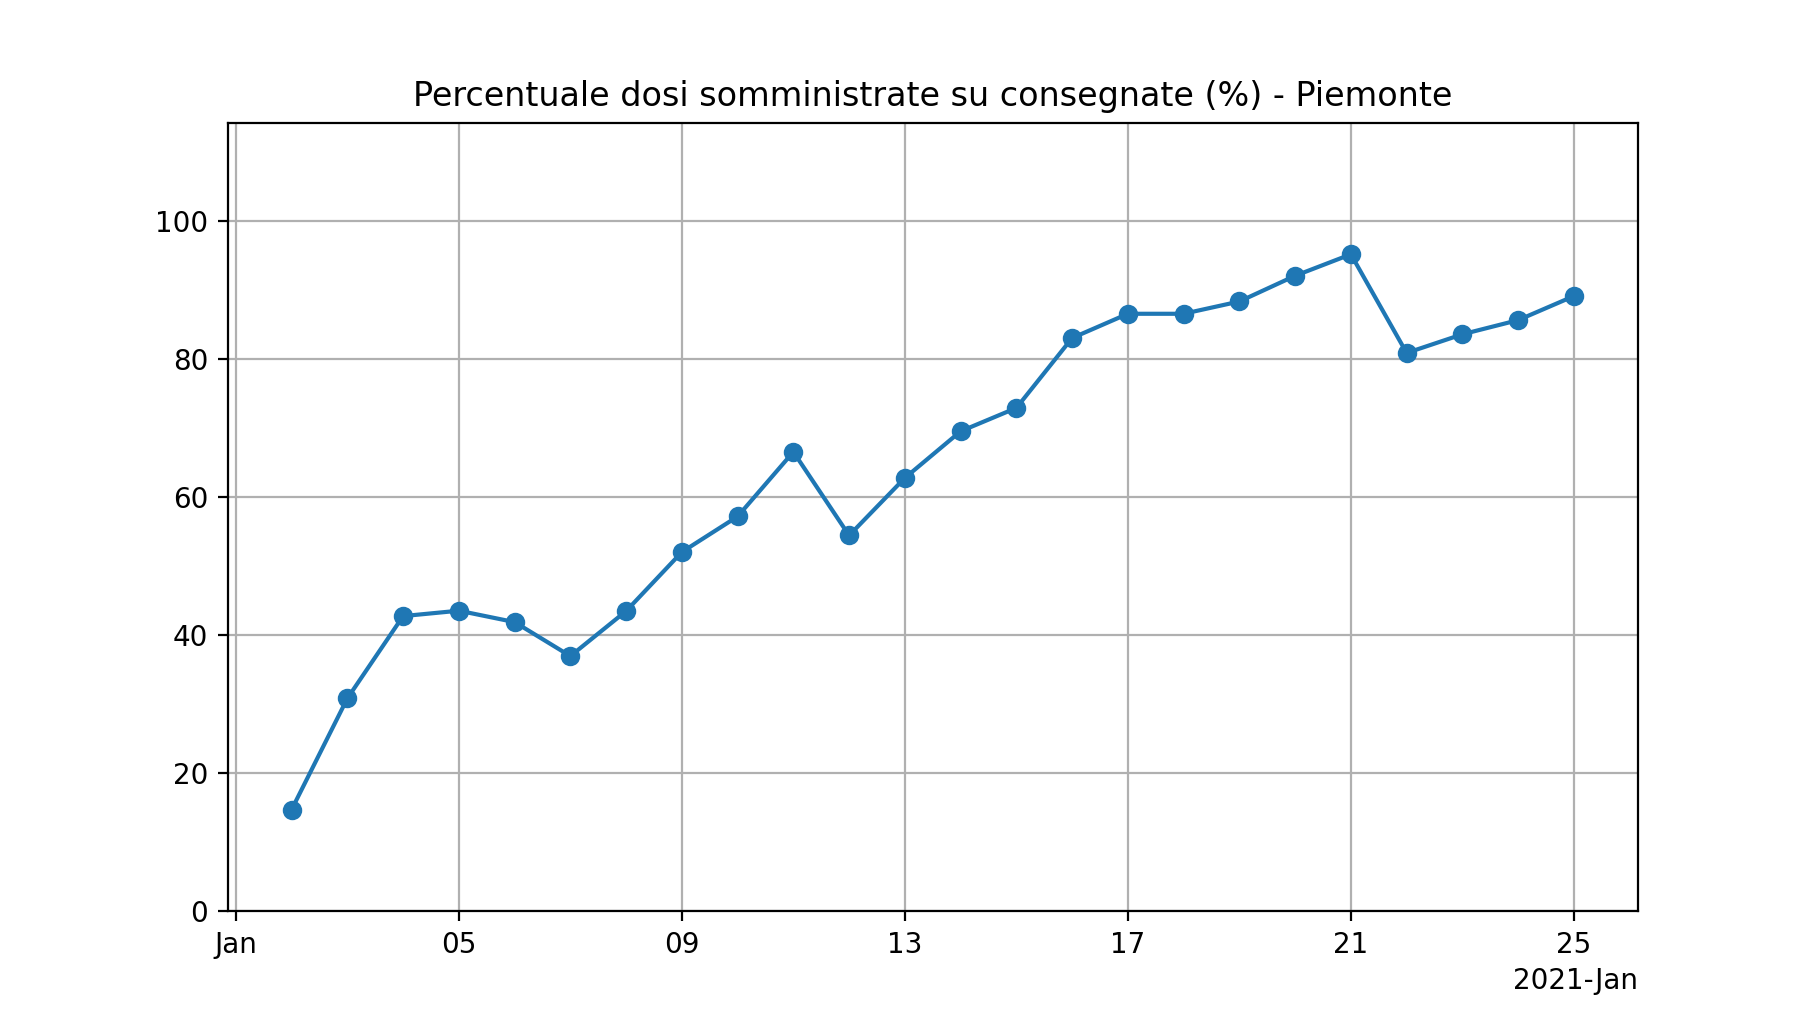 Percentuale dosi somministrate su consegnate (%) - Piemonte
100
80
60
40
20
0
Jan 05 09 13 17 21 25
2021-Jan